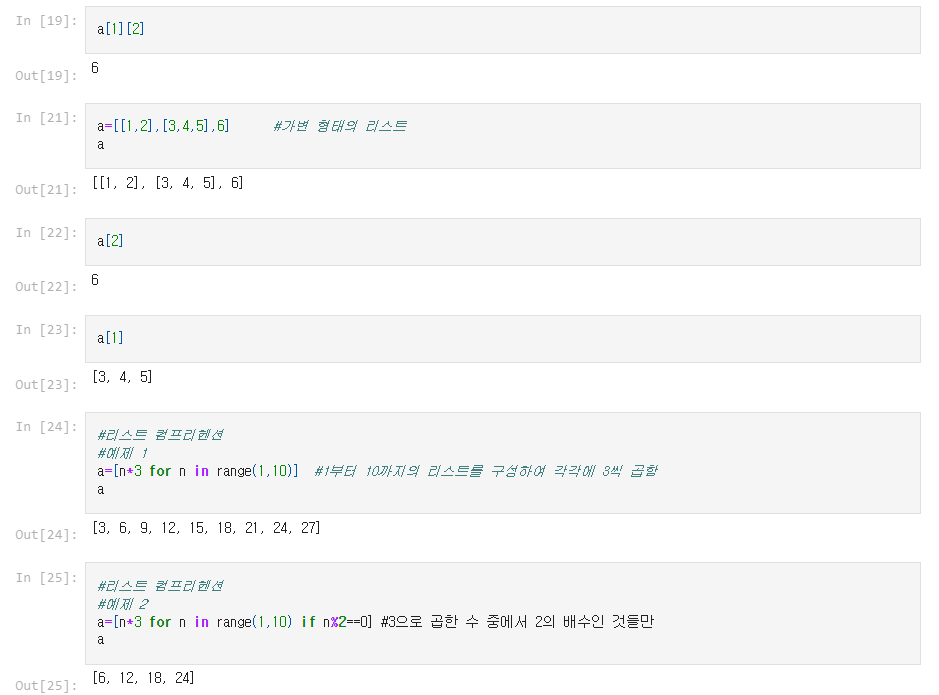 In [19]:
a[1][2]
Out[19]:
6
In [21]:
a=[[1,2],[3,4,5],6]      #가변 형태의 리스트
a
Out[21]:
[[1, 2], [3, 4, 5], 6]
In [22]:
a[2]
Out[22]:
6
In [23]:
a[1]
Out[23]:
[3, 4, 5]
In [24]:
#리스트 컴프리헨션
#예제 1
a=[n*3 for n in range(1,10)]  #1부터 10까지의 리스트를 구성하여 각각에 3씩 곱함
a
Out[24]:
[3, 6, 9, 12, 15, 18, 21, 24, 27]
In [25]:
#리스트 컴프리헨션
#예제 2
a=[n*3 for n in range(1,10) if n%2==0] #3으로 곱한 수 중에서 2의 배수인 것들만
a
Out[25]:
[6, 12, 18, 24]